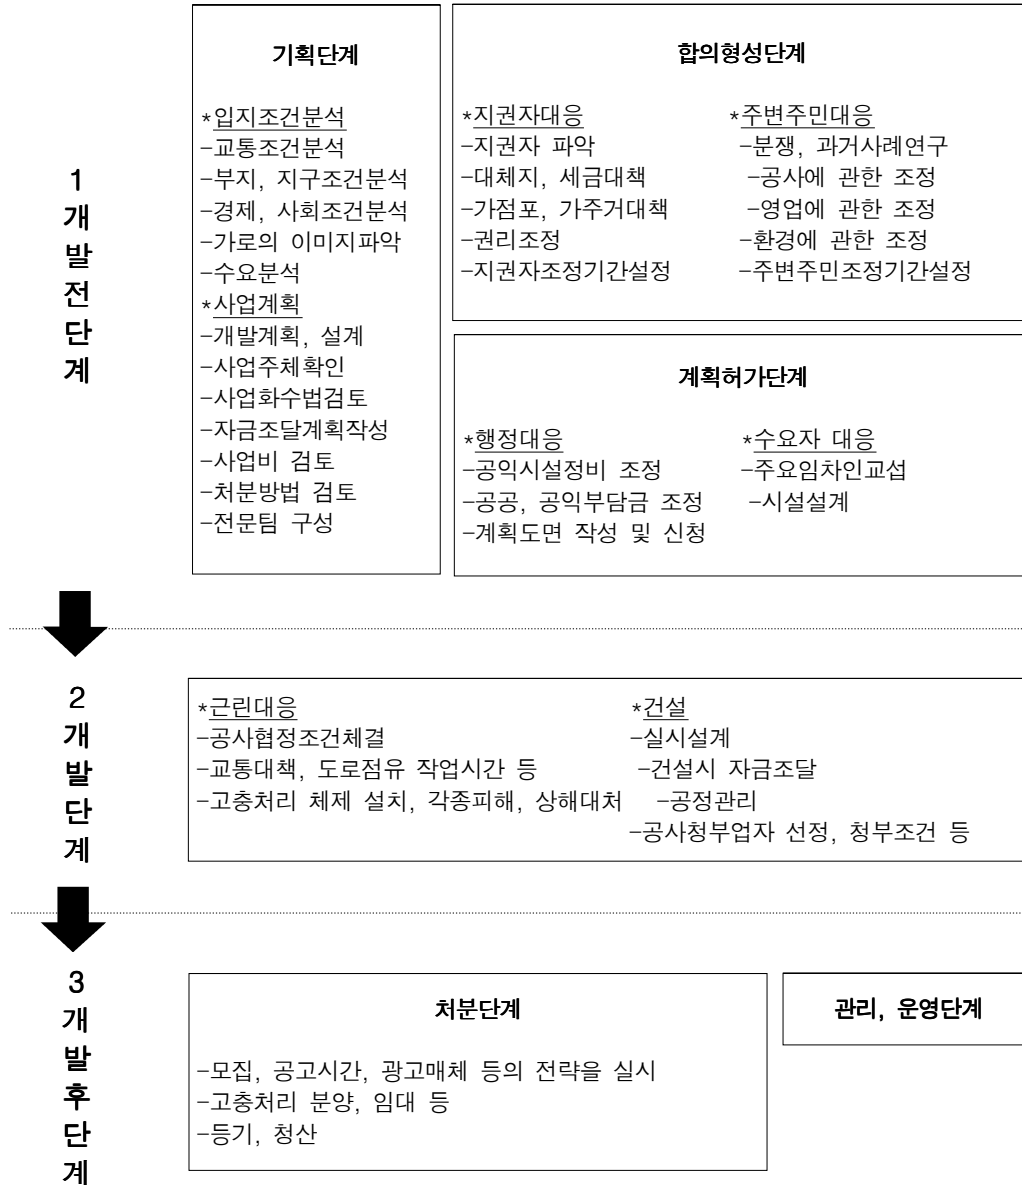 1
개
발
전
단
계
기획단계
*입지조건분석
-교통조건분석
-부지, 지구조건분석
-경제, 사회조건분석
-가로의 이미지파악
-수요분석
*사업계획
-개발계획, 설계
-사업주체확인
-사업화수법검토
-자금조달계획작성
-사업비 검토
-처분방법 검토
-전문팀 구성
합의형성단계
*지권자대응
-지권자 파악
-대체지, 세금대책
-가점포, 가주거대책
-권리조정
-지권자조정기간설정
*주변주민대응
-분쟁, 과거사례연구
-공사에 관한 조정
-영업에 관한 조정
-환경에 관한 조정
-주변주민조정기간설정
계획허가단계
*행정대응
-공익시설정비 조정
-공공, 공익부담금 조정
-계획도면 작성 및 신청
*수요자 대응
-주요임차인교섭
-시설설계
2
개
발
단
계
*근린대응
-공사협정조건체결
-교통대책, 도로점유 작업시간 등
-고충처리 체제 설치, 각종피해, 상해대처
*건설
-실시설계
-건설시 자금조달
-공정관리
-공사청부업자 선정, 청부조건 등
3
개
발
후
단
계
처분단계
-모집, 공고시간, 광고매체 등의 전략을 실시
-고충처리 분양, 임대 등
-등기, 청산
관리, 운영단계